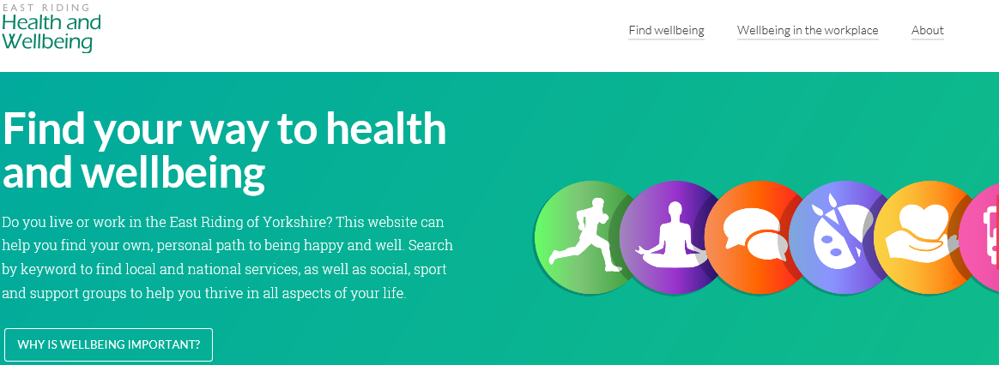 EAST RIDING
Health and
Wellbeing
Find wellbeing
Wellbeing in the workplace
About
Find your way to health
and wellbeing
Do you live or work in the East Riding of Yorkshire? This website can
help you find your own, personal path to being happy and well. Search
by keyword to find local and national services, as well as social, sport
and support groups to help you thrive in all aspects of your life.
WHY IS WELLBEING IMPORTANT?